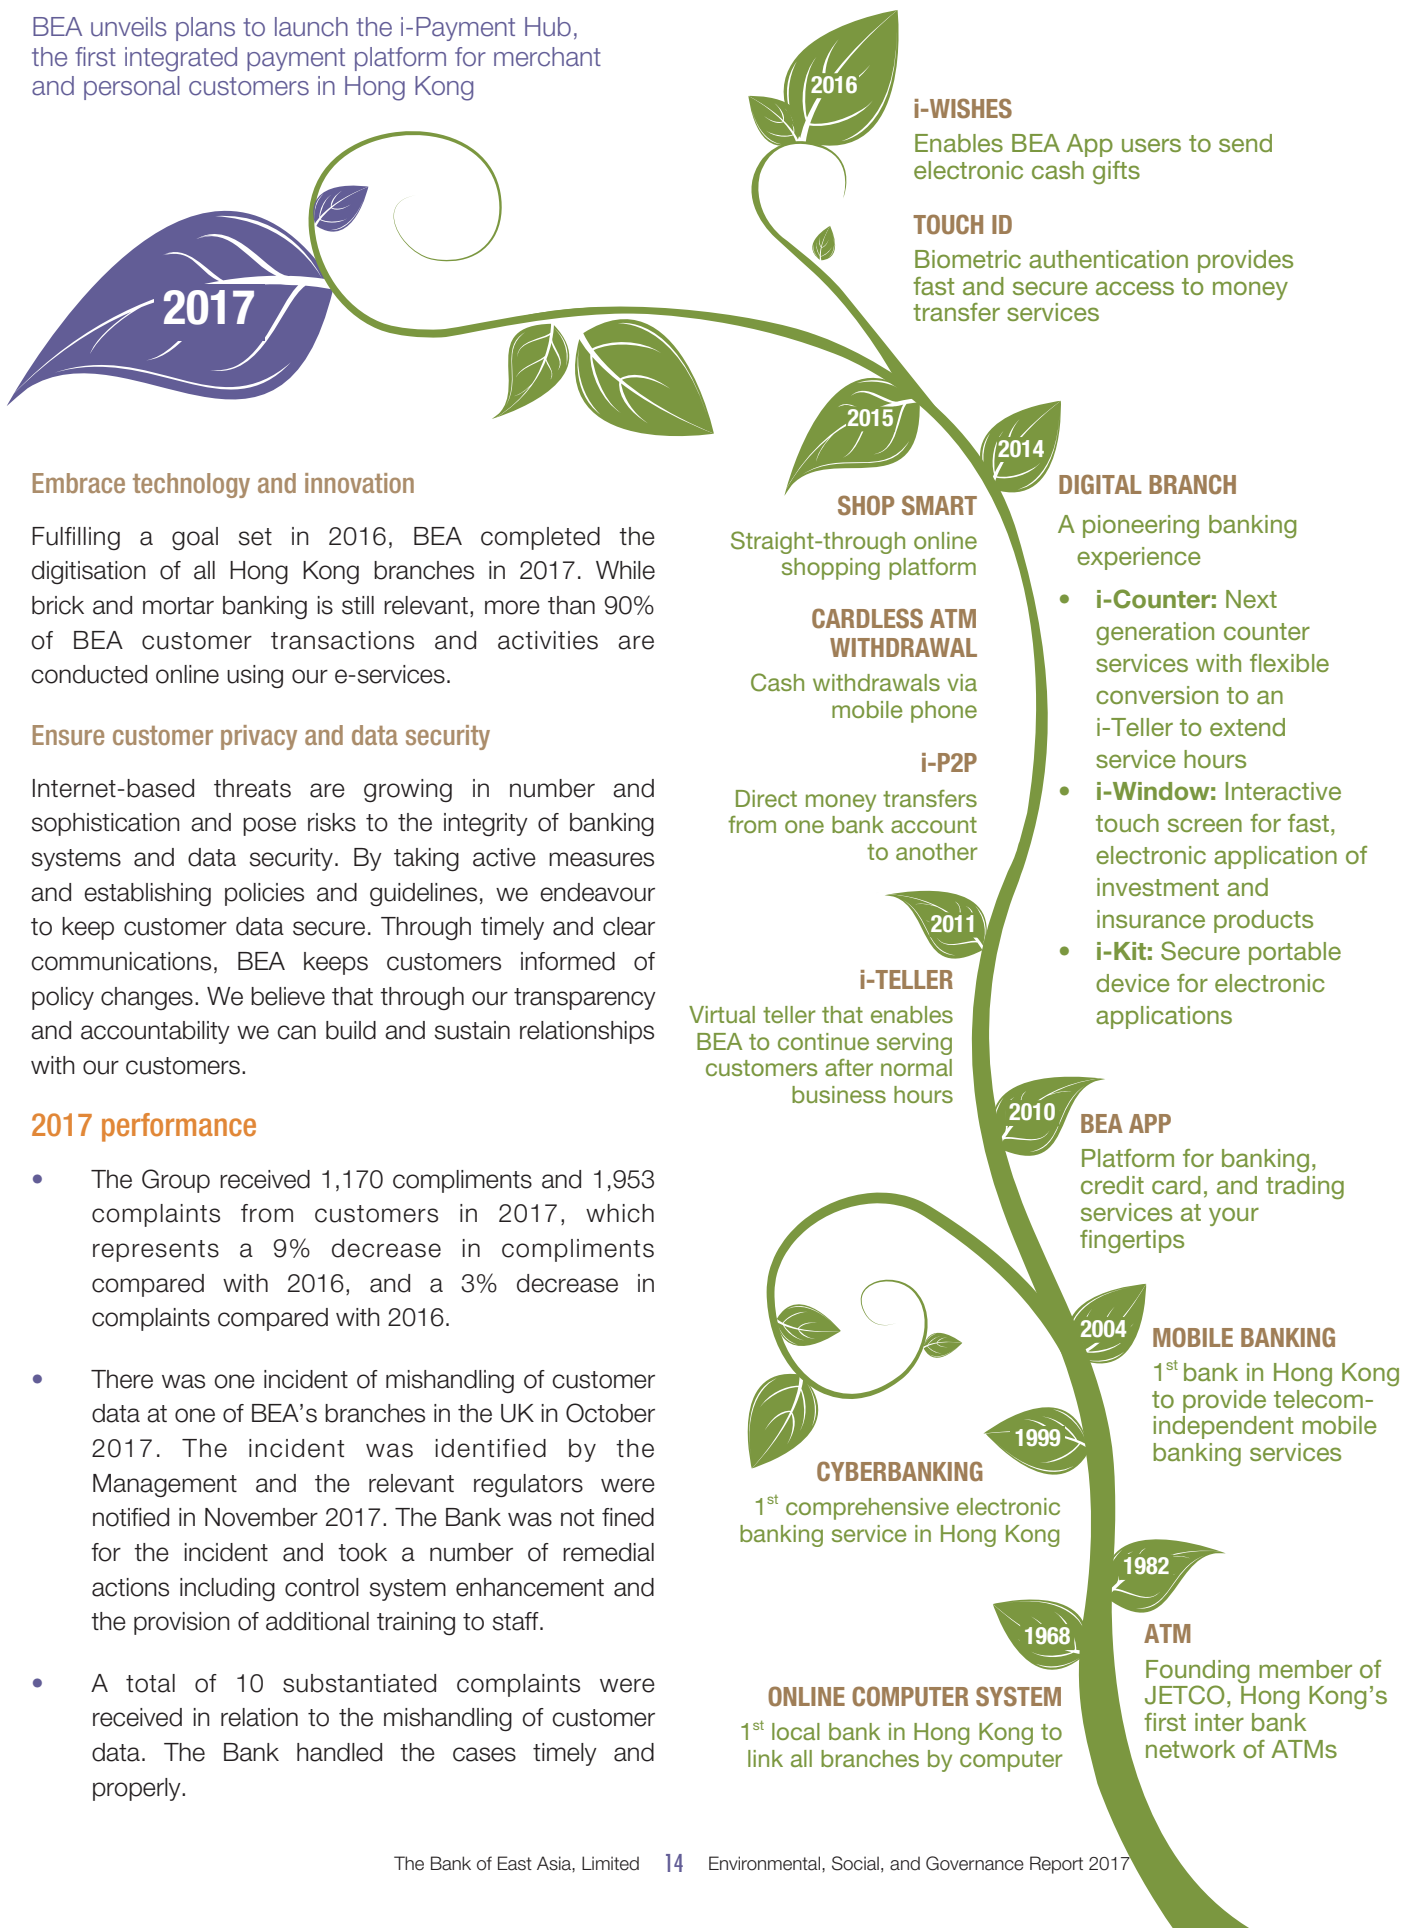 BEA unveils plans to launch the i-Payment Hub,
the first integrated payment platform for merchant
and personal customers in Hong Kong
2017
Embrace technology and innovation
Fulfilling a goal set in 2016, BEA completed the
digitisation of all Hong Kong branches in 2017. While
brick and mortar banking is still relevant, more than 90%
of BEA customer transactions and activities are
conducted online using our e-services.
Ensure customer privacy and data security
Internet-based threats are growing in number and
sophistication and pose risks to the integrity of banking
systems and data security. By taking active measures
and establishing policies and guidelines, we endeavour
to keep customer data secure. Through timely and clear
communications, BEA keeps customers informed of
policy changes. We believe that through our transparency
and accountability we can build and sustain relationships
with our customers.
2017 performance
• The Group received 1,170 compliments and 1,953
complaints from customers in 2017, which
represents a 9% decrease in compliments
compared with 2016, and a 3% decrease in
complaints compared with 2016.
• There was one incident of mishandling of customer
data at one of BEA's branches in the UK in October
2017. The incident was identified by the
Management and the relevant regulators were
notified in November 2017. The Bank was not fined
for the incident and took a number of remedial
actions including control system enhancement and
the provision of additional training to staff.
• A total of 10 substantiated complaints were
received in relation to the mishandling of customer
data. The Bank handled the cases timely and
properly.
2016
i-WISHES
Enables BEA App users to send
electronic cash gifts
TOUCH ID
Biometric authentication provides
fast and secure access to money
transfer services
2015
SHOP SMART
Straight-through online
shopping platform
CARDLESS ATM
WITHDRAWAL
Cash withdrawals via
mobile phone
i-P2P
Direct money transfers
from one bank account
to another
2014
DIGITAL BRANCH
A pioneering banking
experience
• i-Counter: Next
generation counter
services with flexible
conversion to an
i-Teller to extend
service hours
• i-Window: Interactive
touch screen for fast,
electronic application of
investment and
insurance products
• i-Kit: Secure portable
device for electronic
applications
2011
i-TELLER
Virtual teller that enables
BEA to continue serving
customers after normal
business hours
2010
BEA APP
Platform for banking,
credit card, and trading
services at your
fingertips
2004
MOBILE BANKING
1st bank in Hong Kong
to provide telecom-
independent mobile
banking services
1999
CYBERBANKING
1st comprehensive electronic
banking service in Hong Kong
1982
ATM
Founding member of
JETCO, Hong Kong's
first inter bank
network of ATMs
1968
ONLINE COMPUTER SYSTEM
1st local bank in Hong Kong to
link all branches by computer
The Bank of East Asia, Limited 14 Environmental, Social, and Governance Report 2017